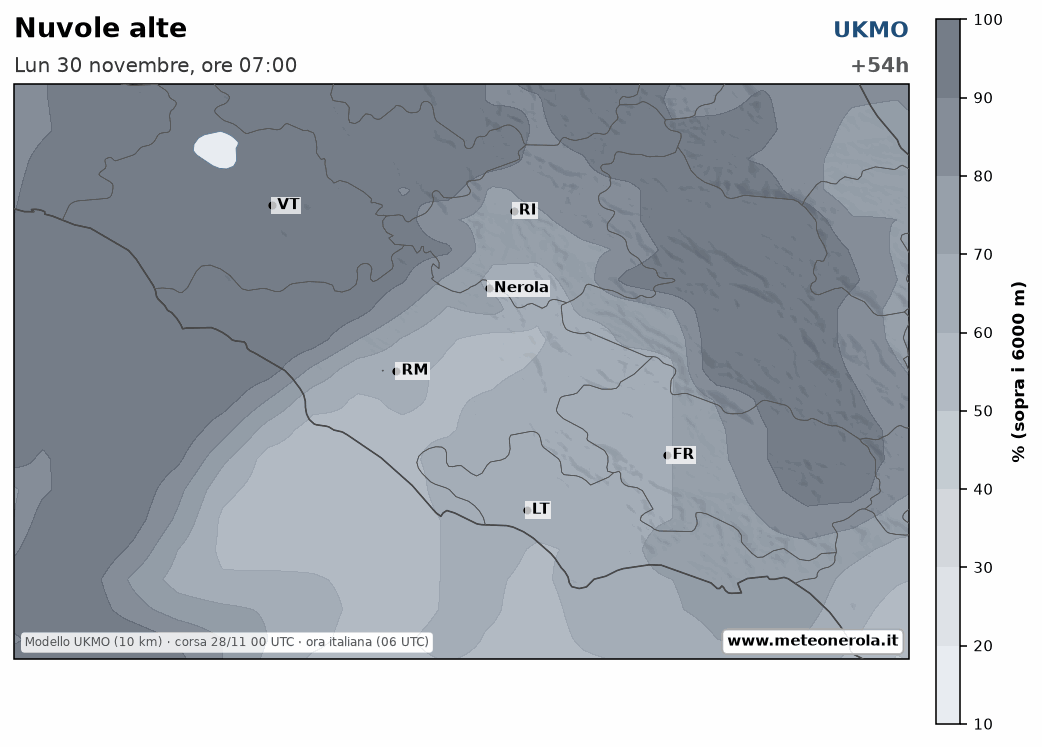 Nuvole alte
UKMO
Lun 30 novembre, ore 07:00
+54h
VT
RI
Nerola
RM
FR
LT
Modello UKMO (10 km) · corsa 28/11 00 UTC · ora italiana (06 UTC)
www.meteonerola.it
100
90
80
70
60
50
40
30
20
10
% (sopra i 6000 m)